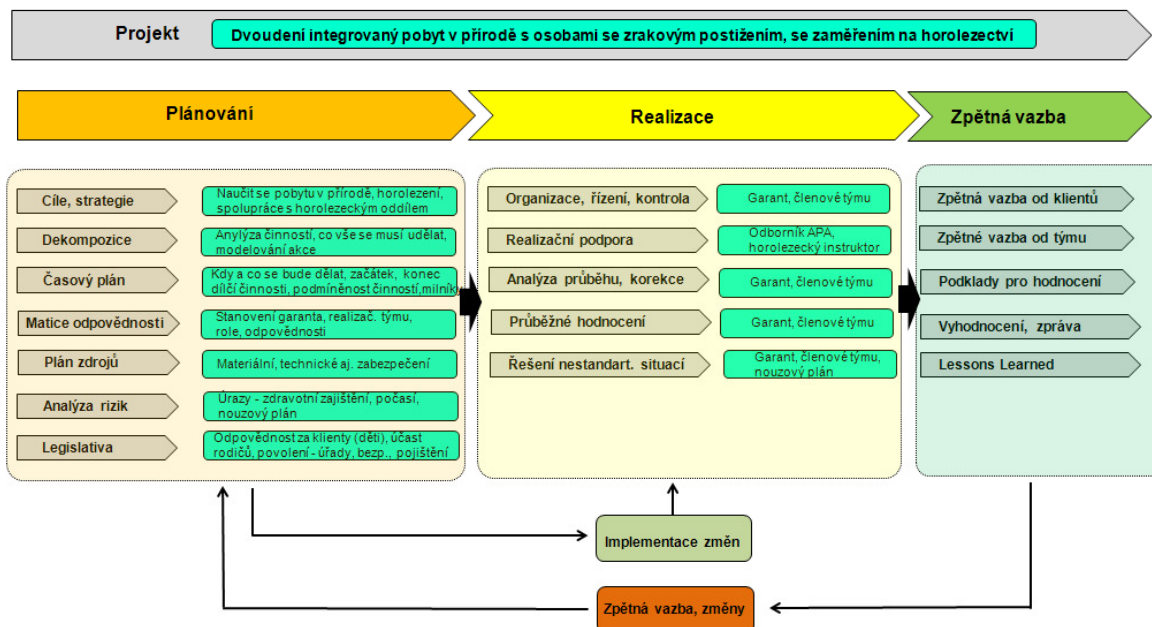 Projekt
Dvoudení integrovaný pobyt v přírodě s osobami se zrakovým postižením, se zaměřením na horolezectví
Plánování
Realizace
Zpětná vazba
Cíle, strategie
Naučit se pobytu v přírodě, horolezení,
spolupráce s horolezeckým oddílem
Dekompozice
Anylýza činností, co vše se musí udělat,
modelování akce
Časový plán
Kdy a co se bude dělat, začátek, konec
dílčí činnosti, podmíněnost činností,milníky
Matice odpovědnosti
Stanovení garanta, realizač. týmu,
role, odpovědnosti
Plán zdrojů
Materiální, technické aj. zabezpečení
Analýza rizik
Úrazy - zdravotní zajištění, počasí,
nouzový plán
Legislativa
Odpovědnost za klienty (děti), účast
rodičů, povolení - úřady, bezp., pojištění
Organizace, řízení, kontrola
Garant, členové týmu
Realizační podpora
Odborník APA,
horolezecký instruktor
Analýza průběhu, korekce
Garant, členové týmu
Průběžné hodnocení
Garant, členové týmu
Řešení nestandart. situací
Garant, členové týmu,
nouzový plán
Zpětná vazba od klientů
Zpětné vazba od týmu
Podklady pro hodnocení
Vyhodnocení, zpráva
Lessons Learned
Implementace změn
Zpětná vazba, změny